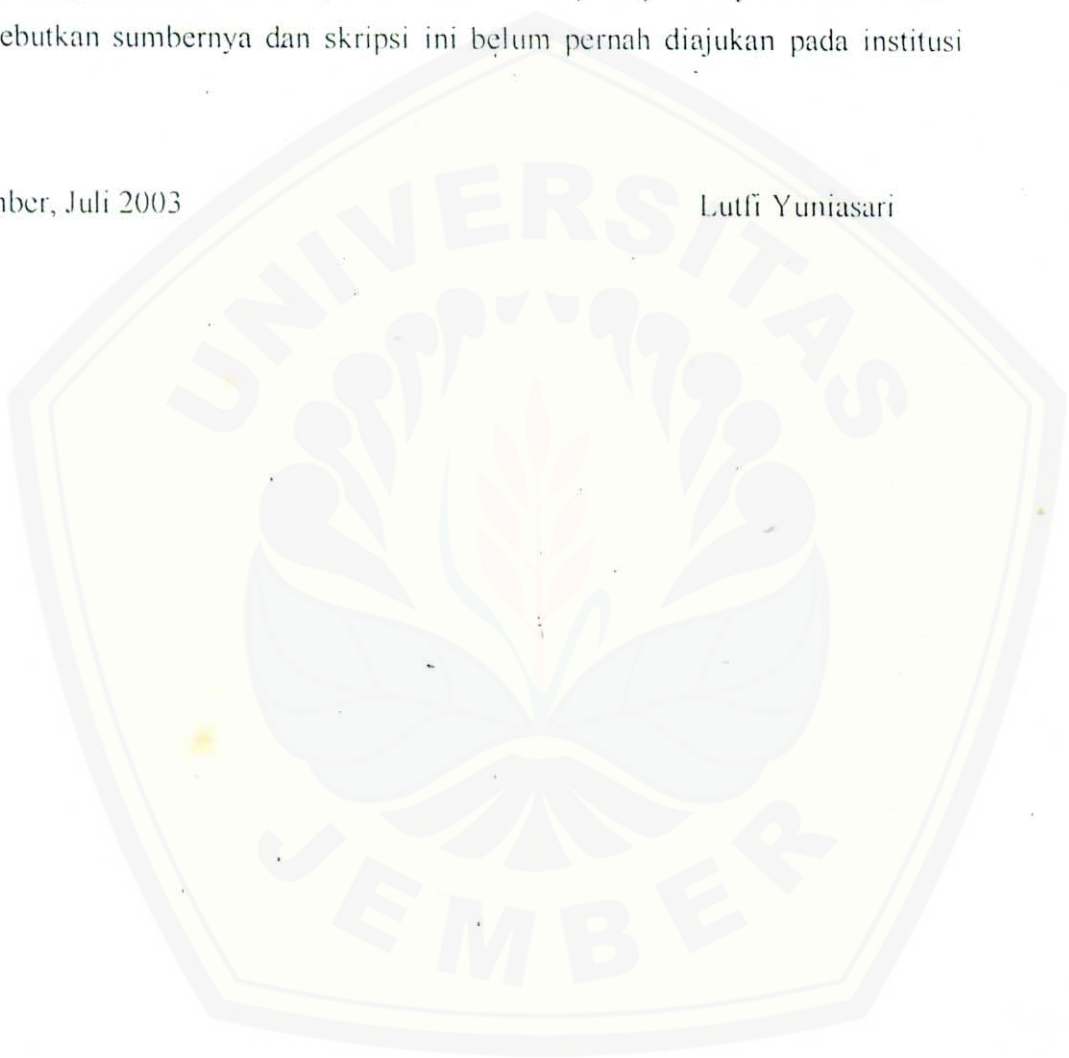 ebutkan sumbernya dan skripsi ini belum pernah diajukan pada institusi
nber, Juli 2003 Lutfi Yuniasari
UNIVERSITAS
JEMBER